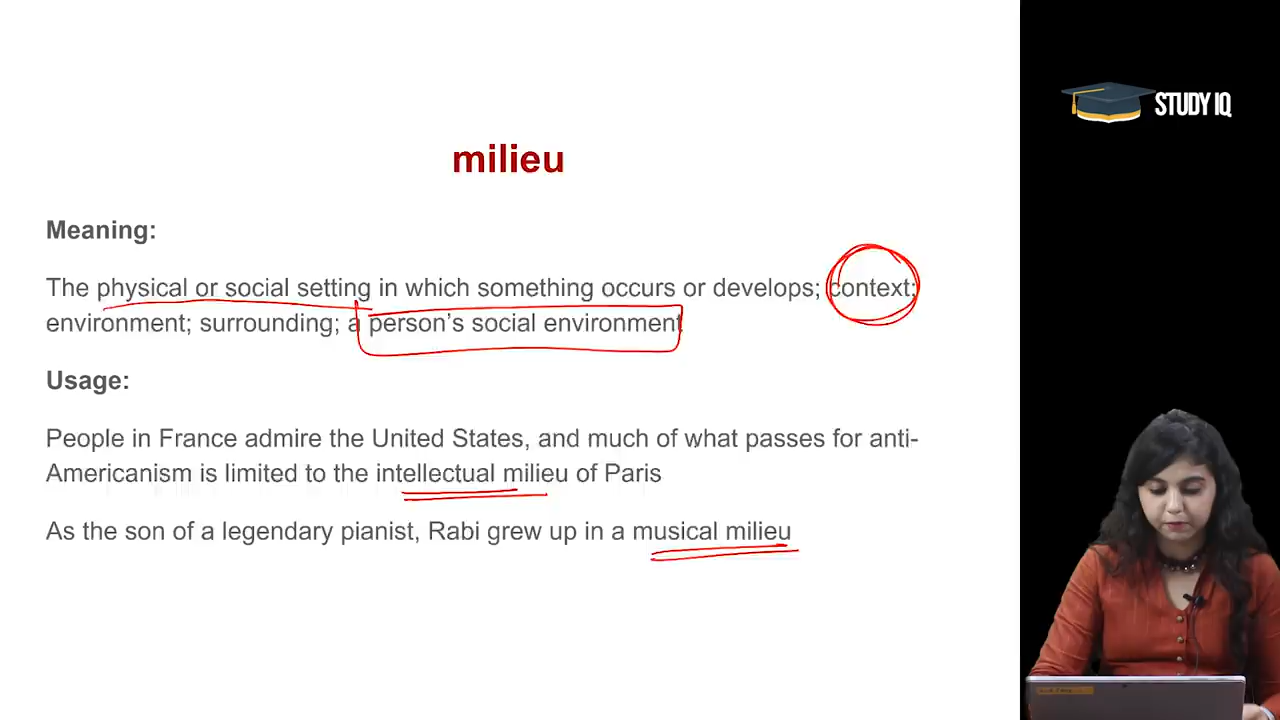 STUDY IQ
milieu
Meaning:
The physical or social setting in which something occurs or develops; context;
environment; surrounding; a person's social environment
Usage:
People in France admire the United States, and much of what passes for anti-
Americanism is limited to the intellectual milieu of Paris
As the son of a legendary pianist, Rabi grew up in a musical milieu